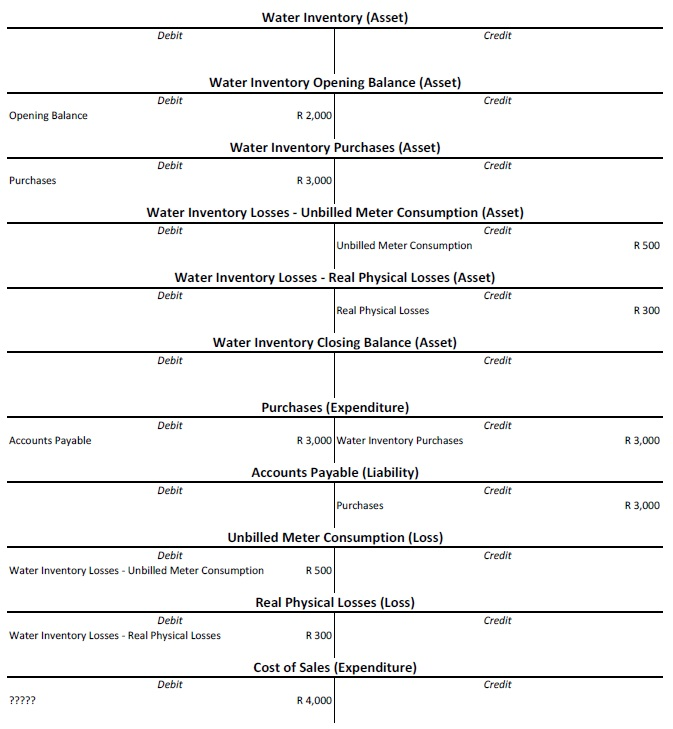 Water Inventory (Asset)
Debit Credit
Water Inventory Opening Balance (Asset)
Debit Credit
Opening Balance R 2,000
Water Inventory Purchases (Asset)
Debit Credit
Purchases R 3,000
Water Inventory Losses - Unbilled Meter Consumption (Asset)
Debit Credit
Unbilled Meter Consumption R 500
Water Inventory Losses - Real Physical Losses (Asset)
Debit Credit
Real Physical Losses R 300
Water Inventory Closing Balance (Asset)
Debit Credit
Purchases (Expenditure)
Debit Credit
Accounts Payable R 3,000 Water Inventory Purchases R 3,000
Accounts Payable (Liability)
Debit Credit
Purchases R 3,000
Unbilled Meter Consumption (Loss)
Debit Credit
Water Inventory Losses - Unbilled Meter Consumption R 500
Real Physical Losses (Loss)
Debit Credit
Water Inventory Losses - Real Physical Losses R 300
Cost of Sales (Expenditure)
Debit Credit
????? R 4,000